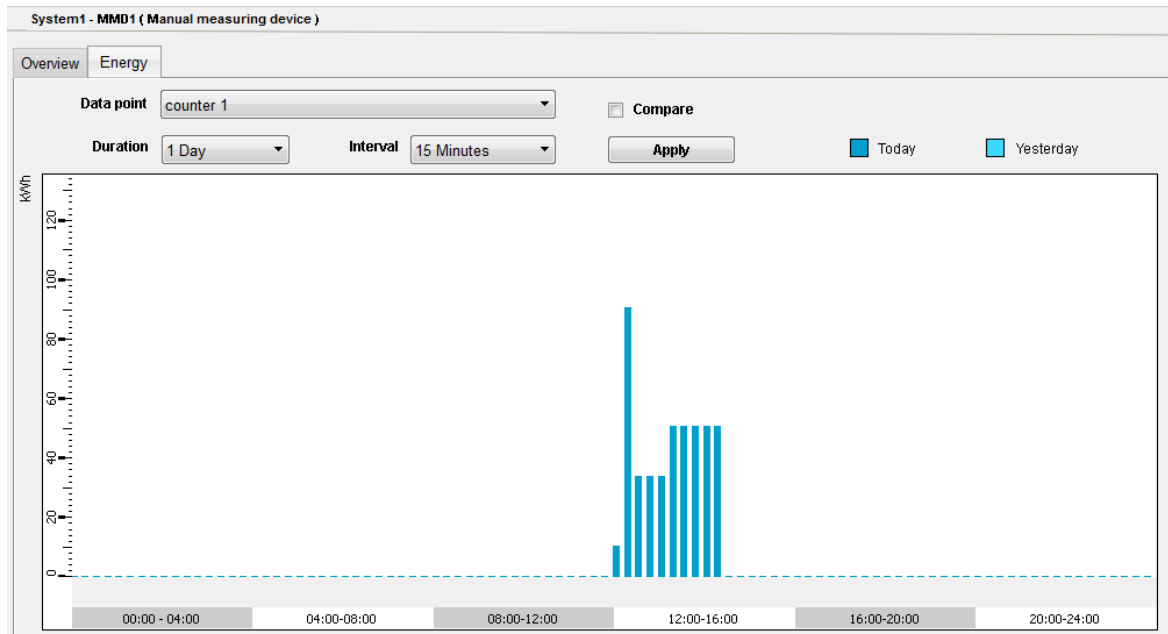 System1 - MMD1 ( Manual measuring device )
Overview Energy
Data point counter 1 Compare
Duration 1 Day Interval 15 Minutes Apply Today Yesterday
kWh
120
100
80
60
40
20
0
00:00 - 04:00 04:00-08:00 08:00-12:00 12:00-16:00 16:00-20:00 20:00-24:00